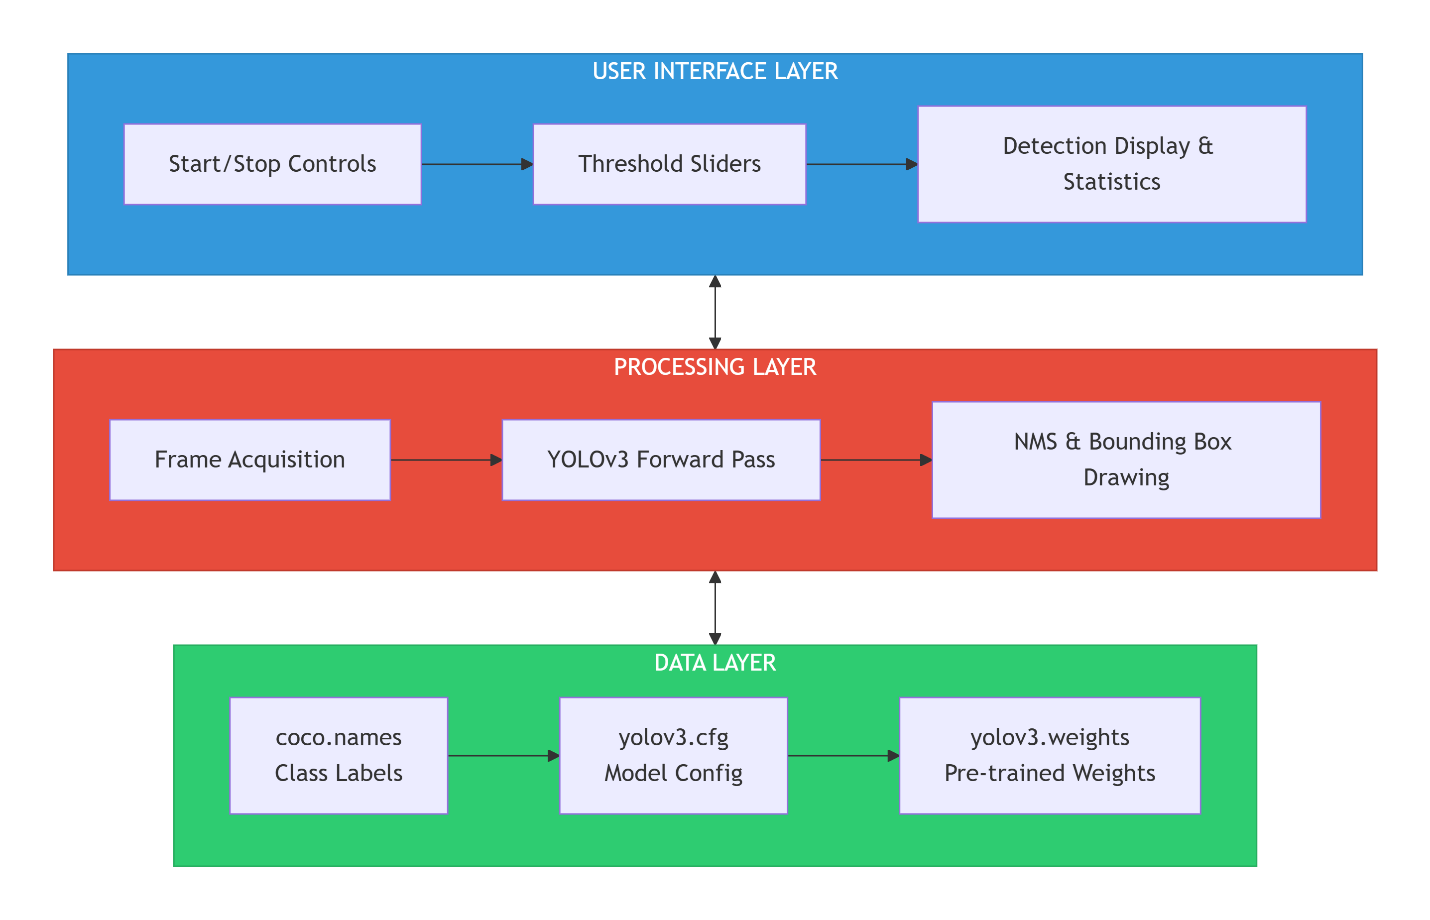 USER INTERFACE LAYER
Start/Stop Controls
Threshold Sliders
Detection Display &
Statistics
PROCESSING LAYER
Frame Acquisition
YOLOv3 Forward Pass
NMS & Bounding Box
Drawing
DATA LAYER
coco.names
Class Labels
yolov3.cfg
Model Config
yolov3.weights
Pre-trained Weights